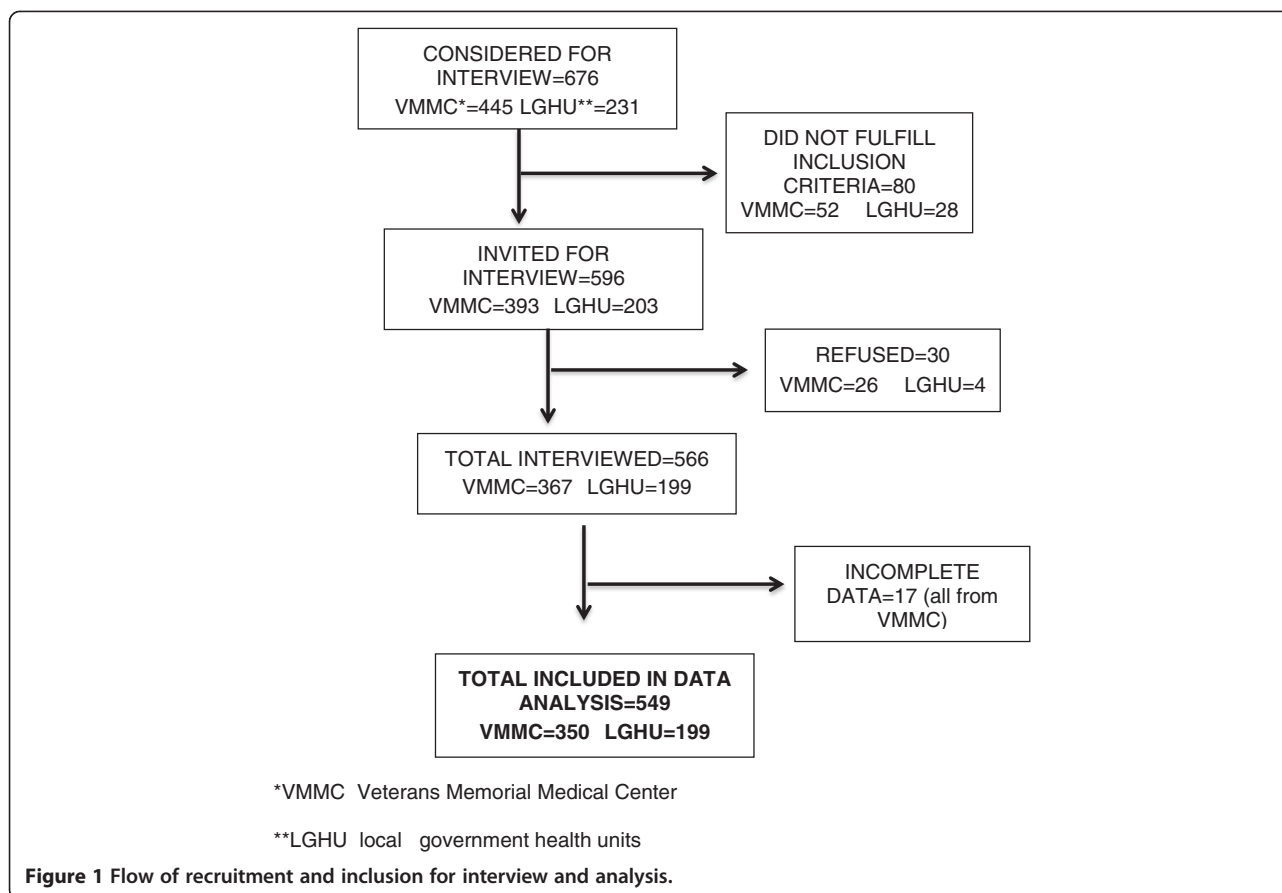 CONSIDERED FOR
INTERVIEW=676
VMMC*=445 LGHU**=231
DID NOT FULFILL
INCLUSION
CRITERIA=80
VMMC=52 LGHU=28
INVITED FOR
INTERVIEW=596
VMMC=393 LGHU=203
REFUSED=30
VMMC=26 LGHU=4
TOTAL INTERVIEWED=566
VMMC=367 LGHU=199
INCOMPLETE
DATA=17 (all from
VMMC)
TOTAL INCLUDED IN DATA
ANALYSIS=549
VMMC=350 LGHU=199
*VMMC Veterans Memorial Medical Center
**LGHU local government health units
Figure 1 Flow of recruitment and inclusion for interview and analysis.